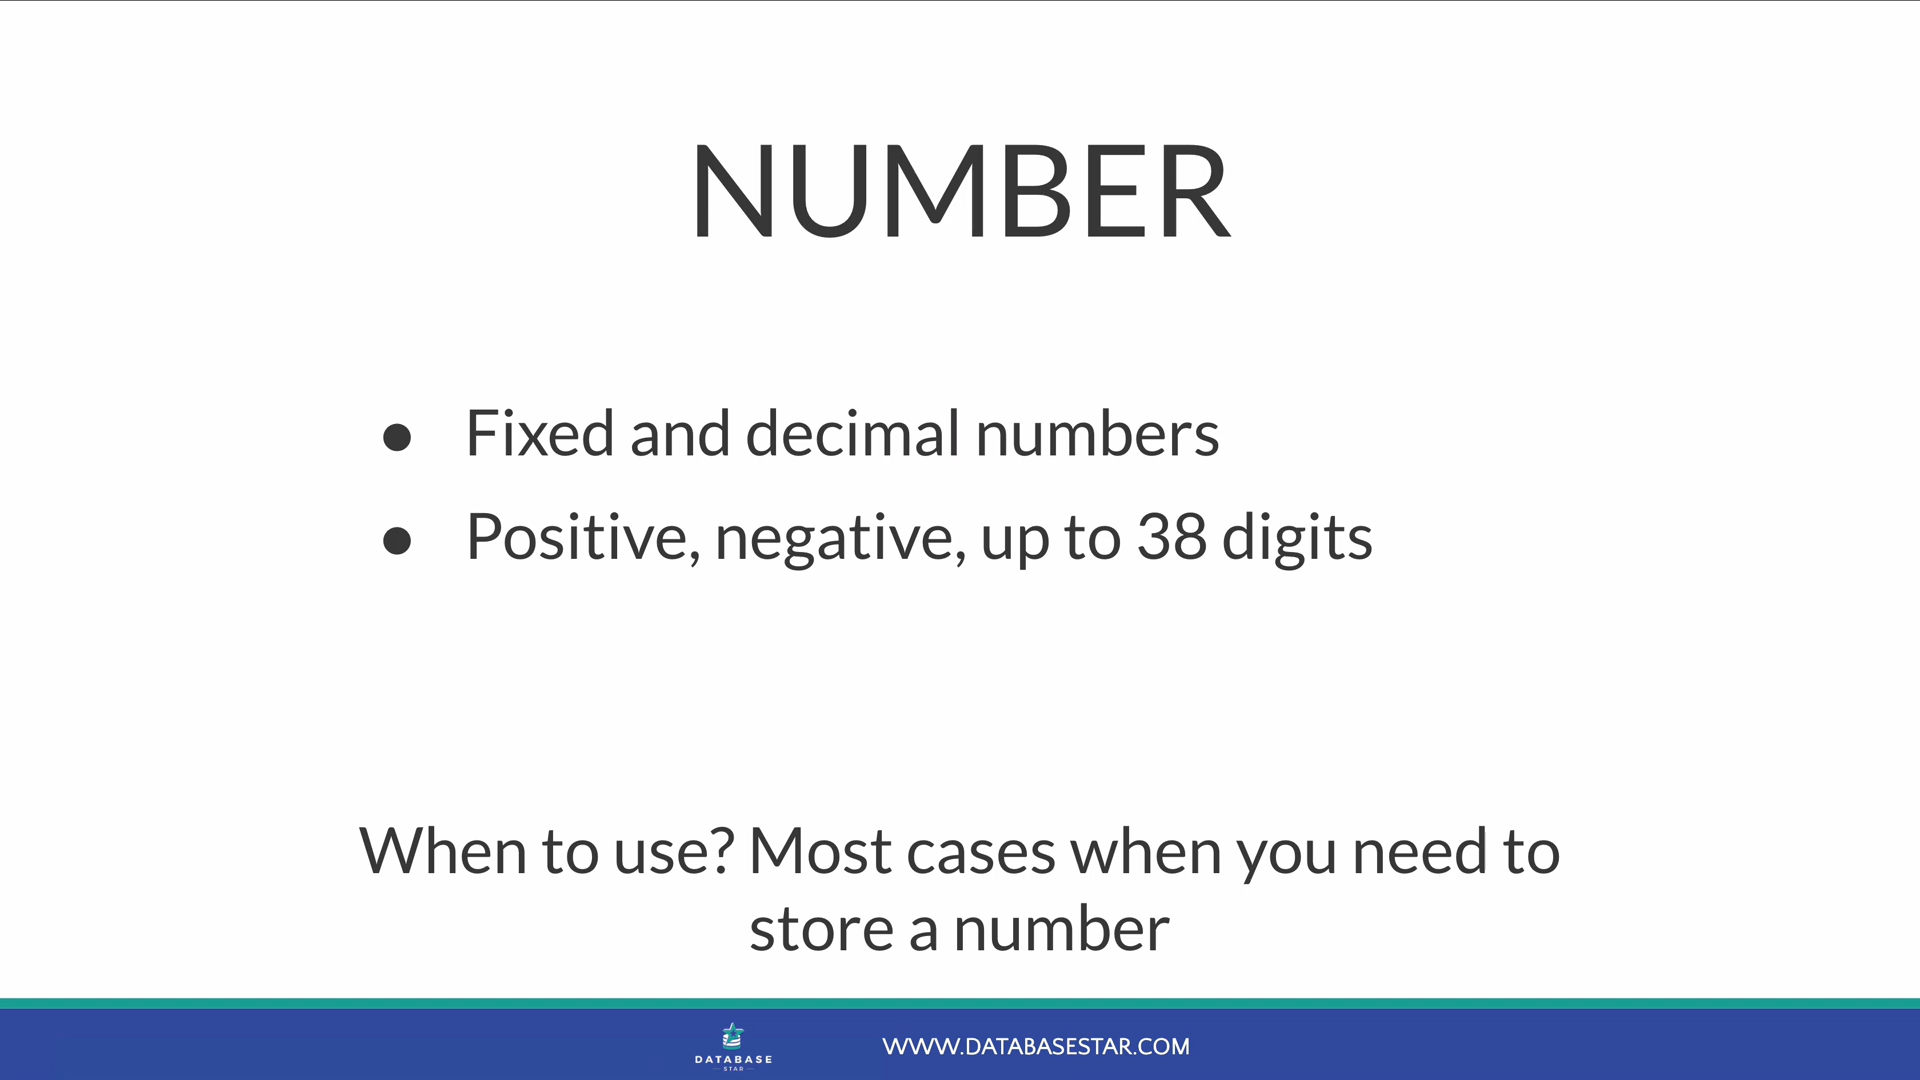 NUMBER
● Fixed and decimal numbers
● Positive, negative, up to 38 digits
When to use? Most cases when you need to
store a number
DATABASE
STAR
WWW.DATABASESTAR.COM